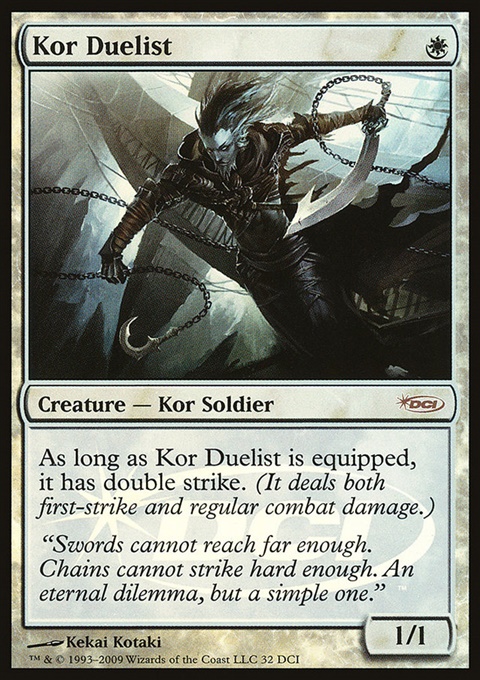 Kor Duelist
Creature — Kor Soldier
DCI
As long as Kor Duelist is equipped,
it has double strike. (It deals both
first-strike and regular combat damage.)
“Swords cannot reach far enough.
Chains cannot strike hard enough. An
eternal dilemma, but a simple one.”
DCI
™
Kekai Kotaki
1/1
™ & © 1993–2009 Wizards of the Coast LLC 32 DCI